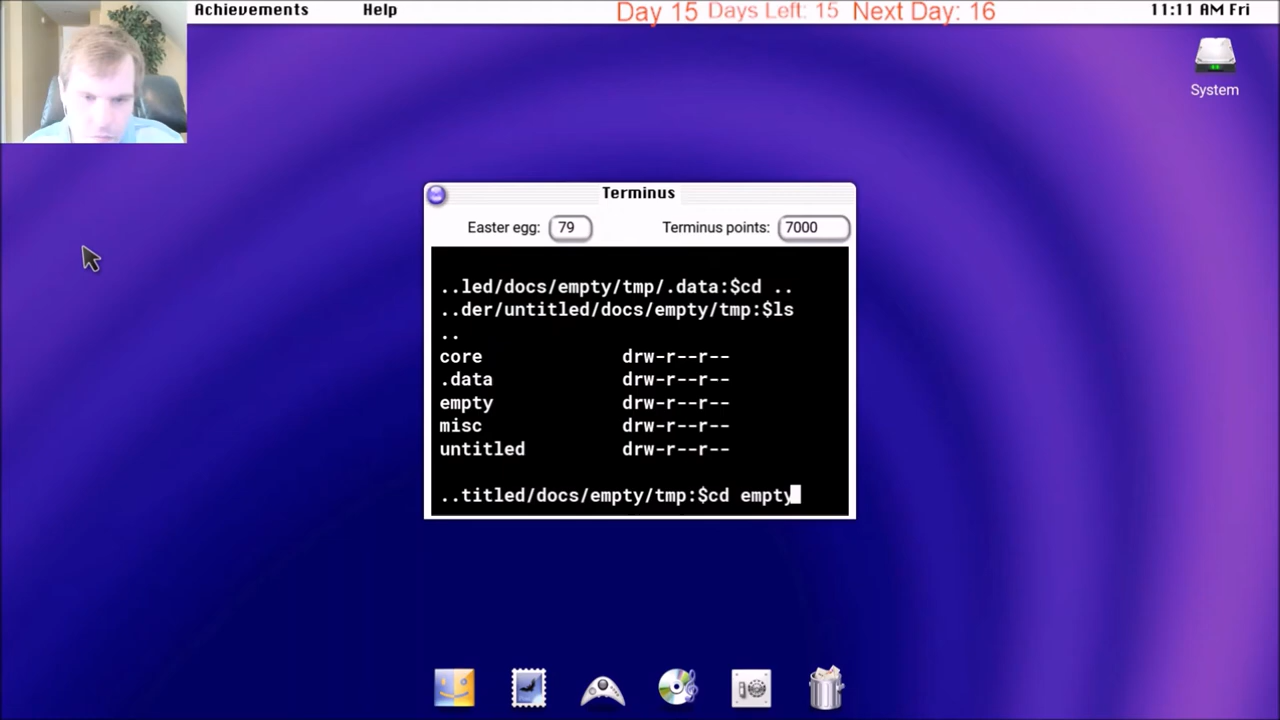 Achievements Help Day 15 Days Left: 15 Next Day: 16 11:11 AM Fri
System
Terminus
Easter egg: 79 Terminus points: 7000
..led/docs/empty/tmp/.data:$cd ..
..der/untitled/docs/empty/tmp:$ls
..
core drw-r--r--
.data drw-r--r--
empty drw-r--r--
misc drw-r--r--
untitled drw-r--r--
..titled/docs/empty/tmp:$cd empty